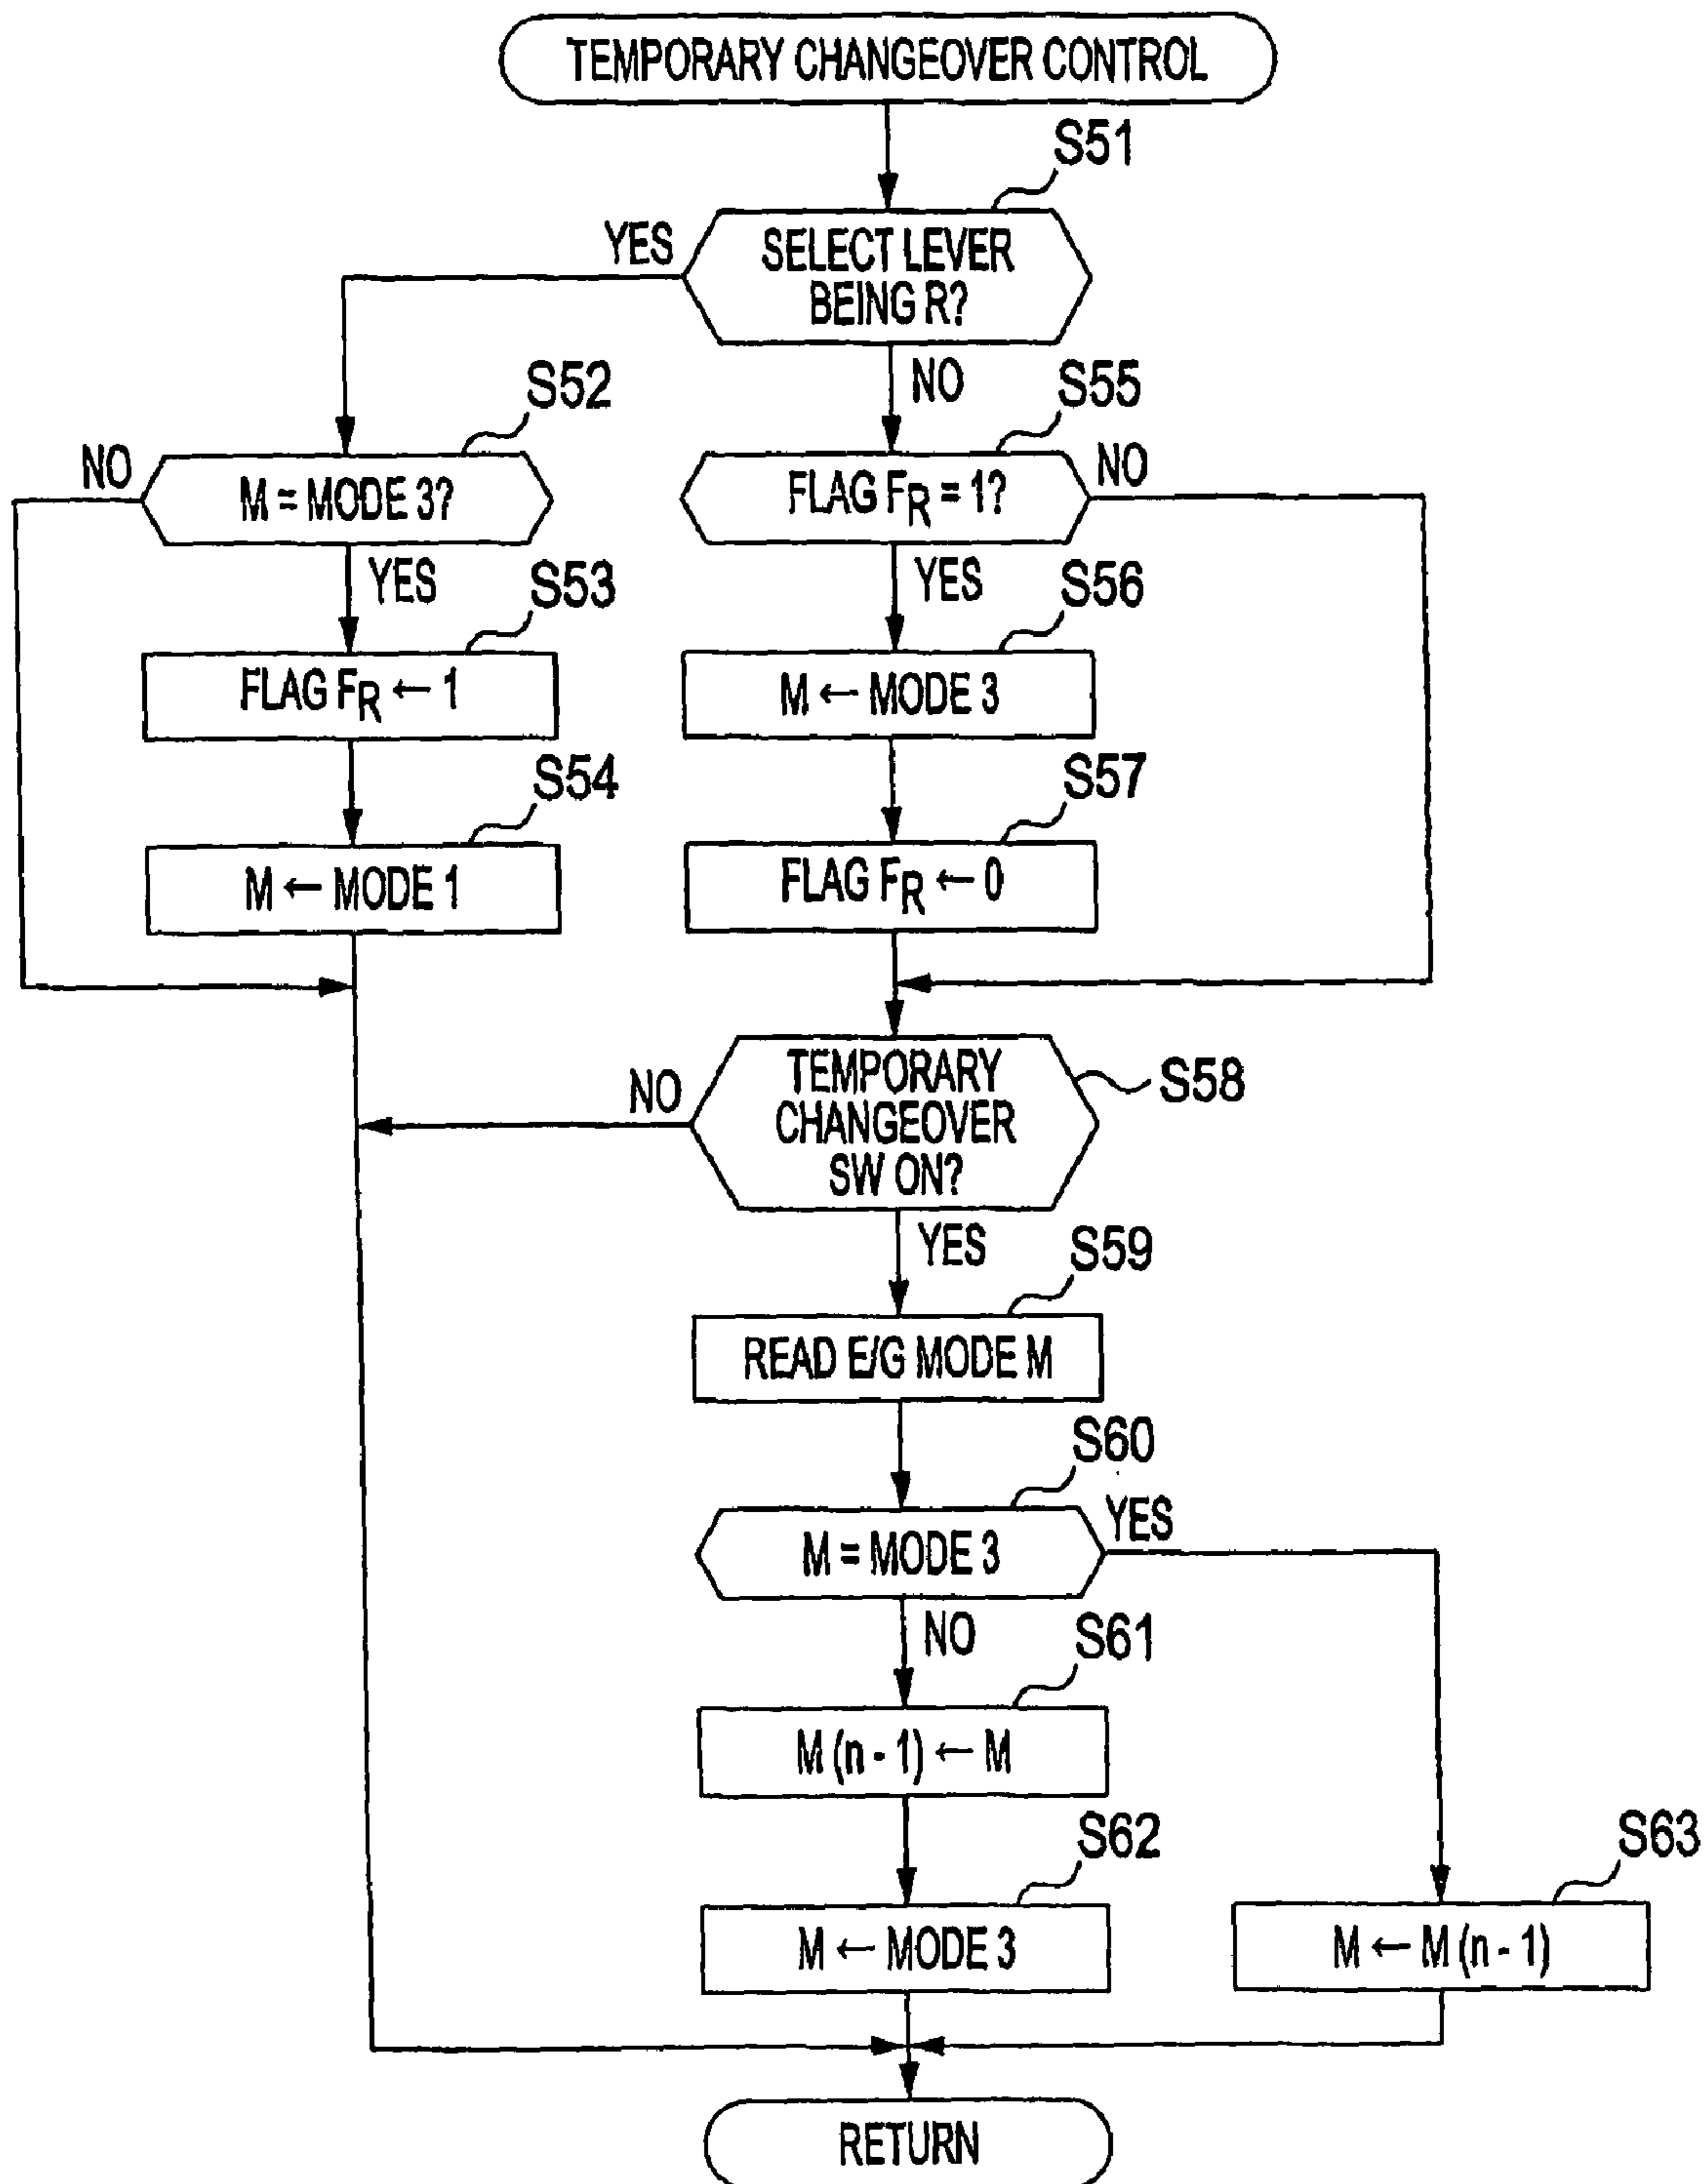 TEMPORARY CHANGEOVER CONTROL
S51
YES
SELECT LEVER
BEING R?
NO
S52
S55
NO
M = MODE 3?
FLAG FR = 1?
NO
YES
S53
YES
S56
FLAG FR ← 1
M ← MODE 3
S54
S57
M ← MODE 1
FLAG FR ← 0
NO
TEMPORARY
CHANGEOVER
SW ON?
S58
YES
S59
READ E/G MODE M
S60
M = MODE 3
YES
NO
S61
M (n - 1) ← M
S62
S63
M ← MODE 3
M ← M (n - 1)
RETURN